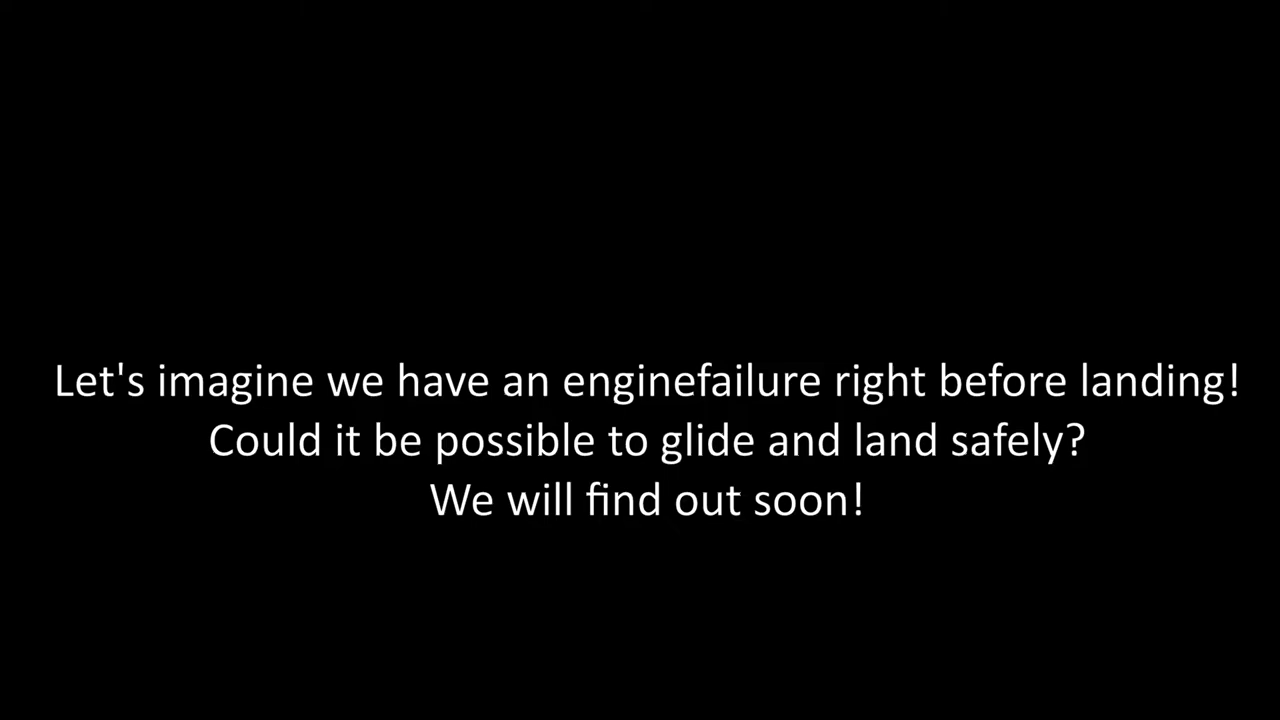 Let's imagine we have an enginefailure right before landing!
Could it be possible to glide and land safely?
We will find out soon!